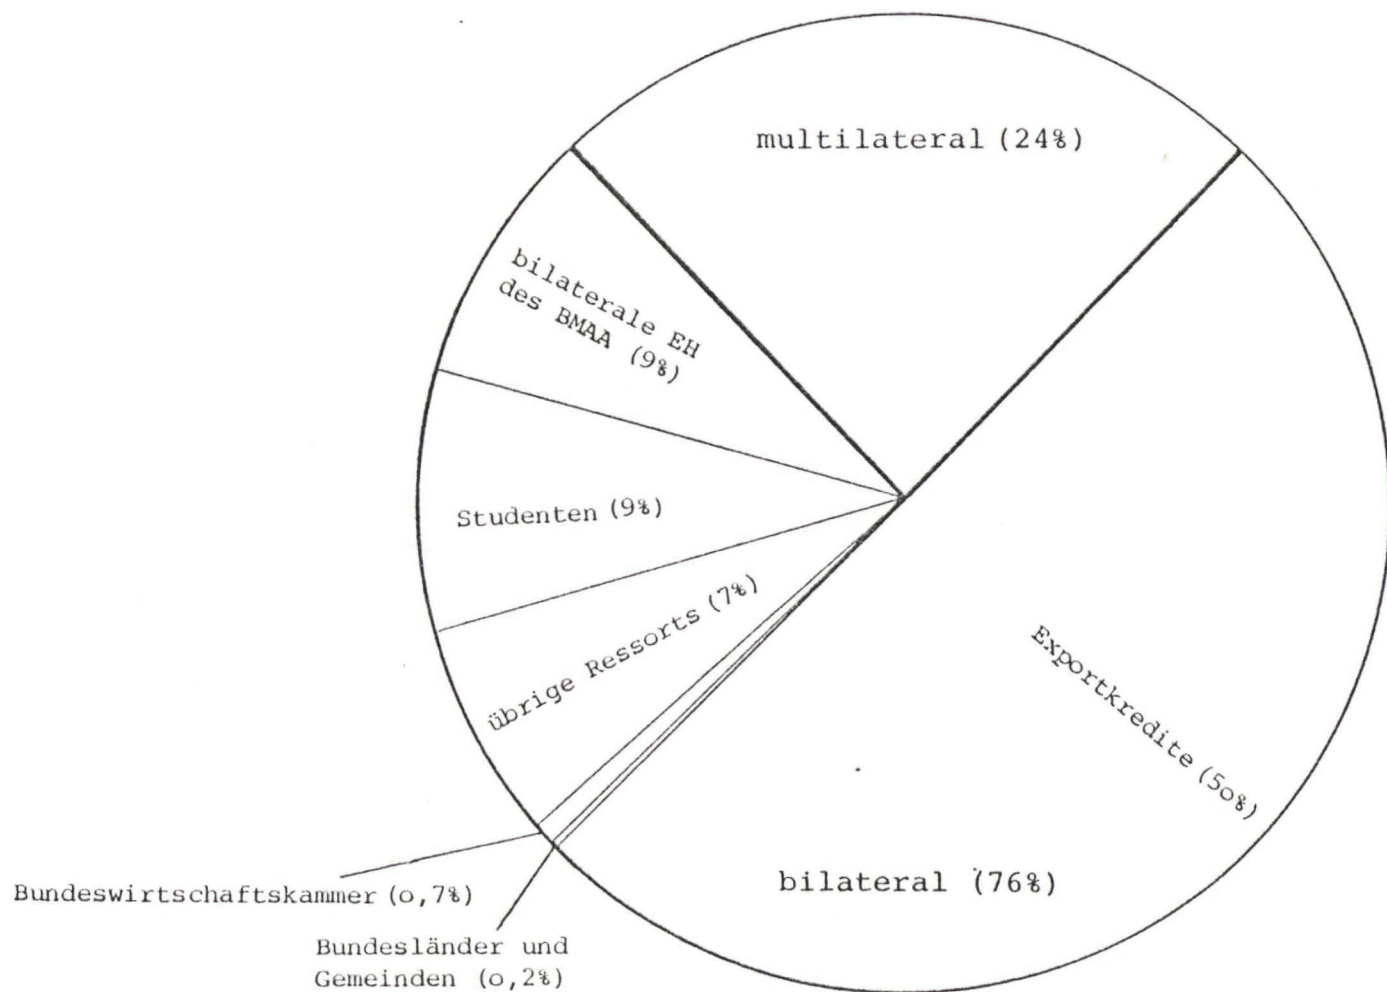 multilateral (24%)
bilaterale EH
des BMAA (9%)
Studenten (9%)
übrige Ressorts (7%)
Exportkredite (5o%)
bilateral (76%)
Bundeswirtschaftskammer (o,7%)
Bundesländer und
Gemeinden (o,2%)